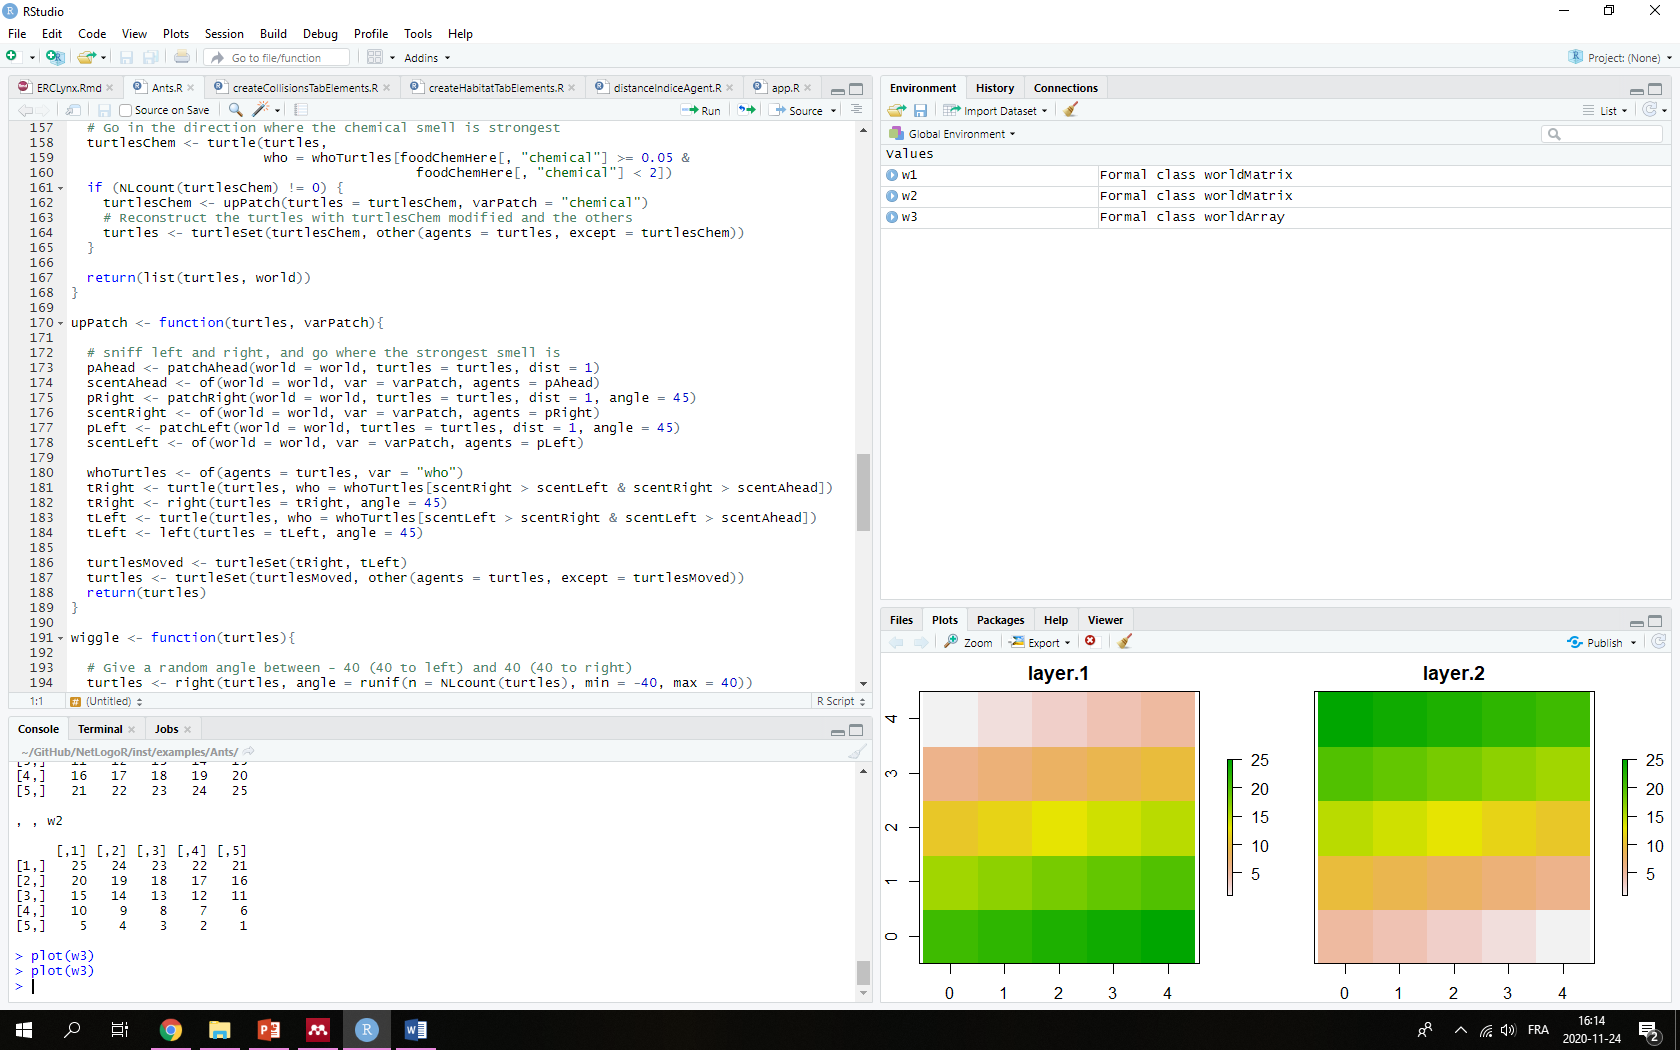 RStudio
File Edit Code View Plots Session Build Debug Profile Tools Help
Go to file/function Addins Project: (None)
ERCLynx.Rmd Ants.R createCollisionsTabElements.R createHabitatTabElements.R distanceIndiceAgent.R app.R
Source on Save Run Source
157 # Go in the direction where the chemical smell is strongest
158 turtlesChem <- turtle(turtles,
159 who = whoTurtles[foodChemHere[, "chemical"] >= 0.05 &
160 foodChemHere[, "chemical"] < 2])
161 if (NLcount(turtlesChem) != 0) {
162 turtlesChem <- upPatch(turtles = turtlesChem, varPatch = "chemical")
163 # Reconstruct the turtles with turtlesChem modified and the others
164 turtles <- turtleSet(turtlesChem, other(agents = turtles, except = turtlesChem))
165 }
166
167 return(list(turtles, world))
168 }
169
170 upPatch <- function(turtles, varPatch){
171
172 # sniff left and right, and go where the strongest smell is
173 pAhead <- patchAhead(world = world, turtles = turtles, dist = 1)
174 scentAhead <- of(world = world, var = varPatch, agents = pAhead)
175 pRight <- patchRight(world = world, turtles = turtles, dist = 1, angle = 45)
176 scentRight <- of(world = world, var = varPatch, agents = pRight)
177 pLeft <- patchLeft(world = world, turtles = turtles, dist = 1, angle = 45)
178 scentLeft <- of(world = world, var = varPatch, agents = pLeft)
179
180 whoTurtles <- of(agents = turtles, var = "who")
181 tRight <- turtle(turtles, who = whoTurtles[scentRight > scentLeft & scentRight > scentAhead])
182 tRight <- right(turtles = tRight, angle = 45)
183 tLeft <- turtle(turtles, who = whoTurtles[scentLeft > scentRight & scentLeft > scentAhead])
184 tLeft <- left(turtles = tLeft, angle = 45)
185
186 turtlesMoved <- turtleSet(tRight, tLeft)
187 turtles <- turtleSet(turtlesMoved, other(agents = turtles, except = turtlesMoved))
188 return(turtles)
189 }
190
191 wiggle <- function(turtles){
192
193 # Give a random angle between - 40 (40 to left) and 40 (40 to right)
194 turtles <- right(turtles, angle = runif(n = NLcount(turtles), min = -40, max = 40))
1:1 (Untitled) R Script
Console Terminal Jobs
~/GitHub/NetLogoR/inst/examples/Ants/
[4,] 16 17 18 19 20
[5,] 21 22 23 24 25
, , w2
[,1] [,2] [,3] [,4] [,5]
[1,] 25 24 23 22 21
[2,] 20 19 18 17 16
[3,] 15 14 13 12 11
[4,] 10 9 8 7 6
[5,] 5 4 3 2 1
> plot(w3)
> plot(w3)
>
Environment History Connections
Import Dataset List
Global Environment
Values
w1 Formal class worldMatrix
w2 Formal class worldMatrix
w3 Formal class worldArray
Files Plots Packages Help Viewer
Zoom Export Publish
layer.1
4
3
2
1
0
0 1 2 3 4
25
20
15
10
5
layer.2
0 1 2 3 4
25
20
15
10
5
FRA
16:14
2020-11-24
2